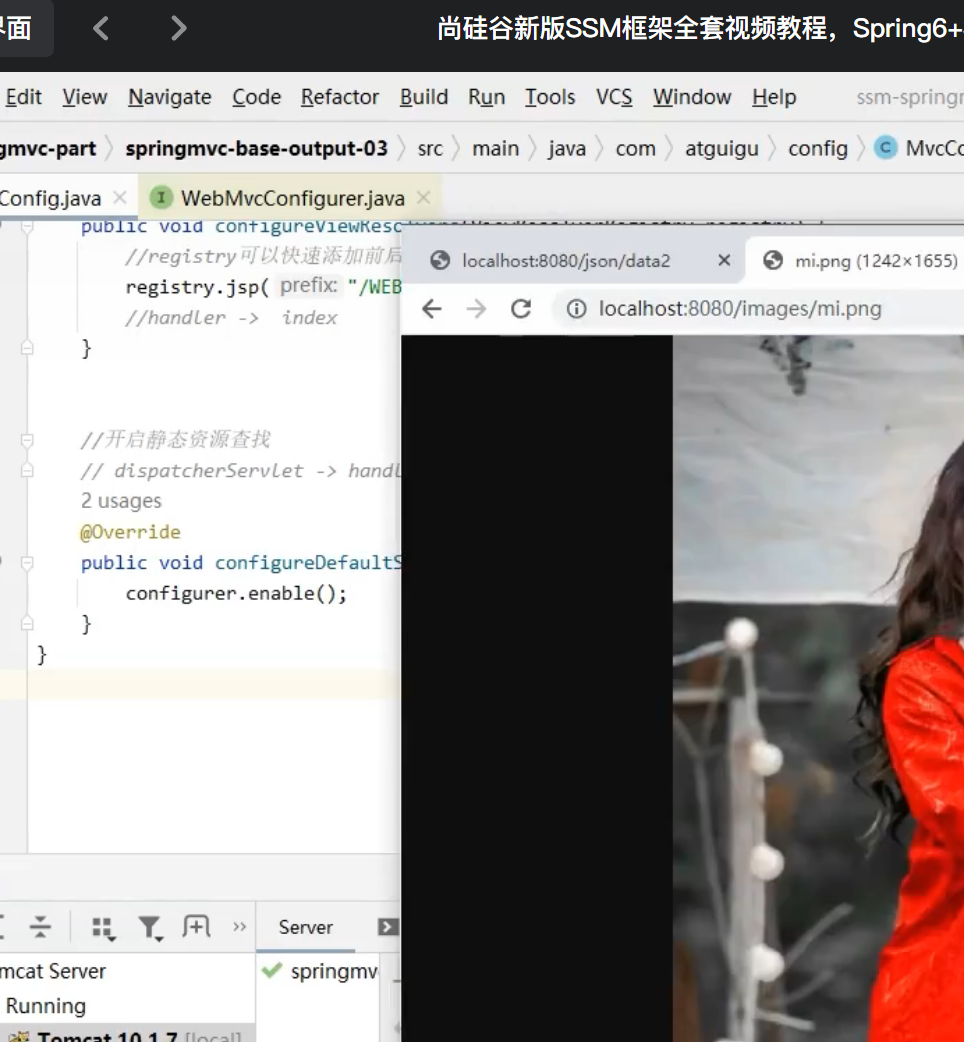 界面
尚硅谷新版SSM框架全套视频教程，Spring6+
Edit View Navigate Code Refactor Build Run Tools VCS Window Help ssm-spring
gmvc-part springmvc-base-output-03 src main java com atguigu config C MvcCo
Config.java WebMvcConfigurer.java
public void configureViewReso
//registry可以快速添加前后
registry.jsp( prefix: "/WEB
//handler -> index
}
//开启静态资源查找
// dispatcherServlet -> handl
2 usages
@Override
public void configureDefaultS
configurer.enable();
}
}
localhost:8080/json/data2 mi.png (1242×1655)
localhost:8080/images/mi.png
Server
mcat Server
springmv
Running
Tomcat 10.1.7 [local]